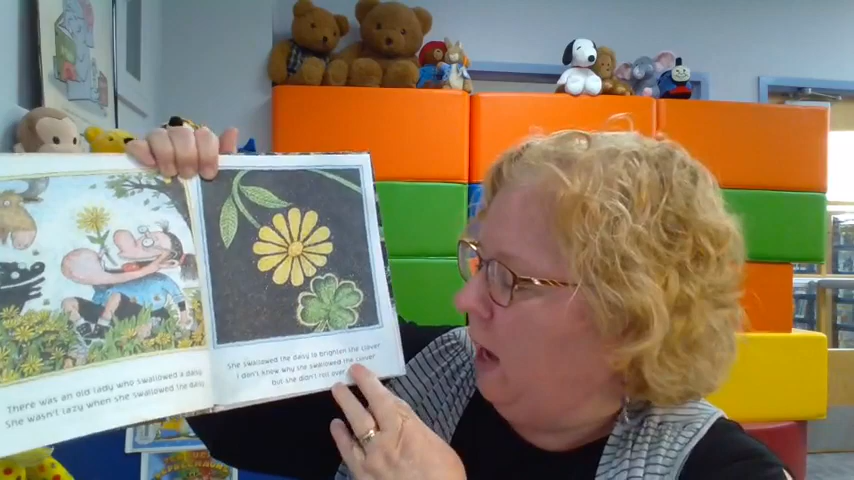 There was an old lady who swallowed a daisy
She wasn't lazy when she swallowed the daisy.
She swallowed the daisy to brighten the clover
I don't know why she swallowed the clover,
but she didn't roll over.